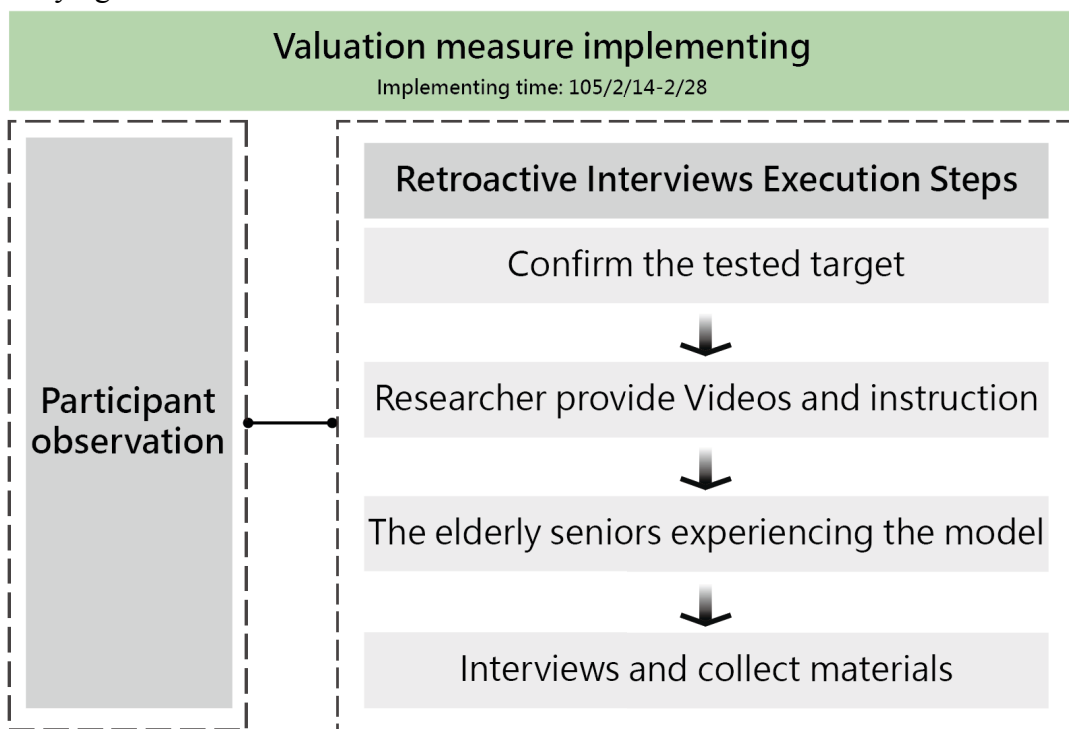 Valuation measure implementing
Implementing time: 105/2/14-2/28
Participant
observation
Retroactive Interviews Execution Steps
Confirm the tested target
Researcher provide Videos and instruction
The elderly seniors experiencing the model
Interviews and collect materials